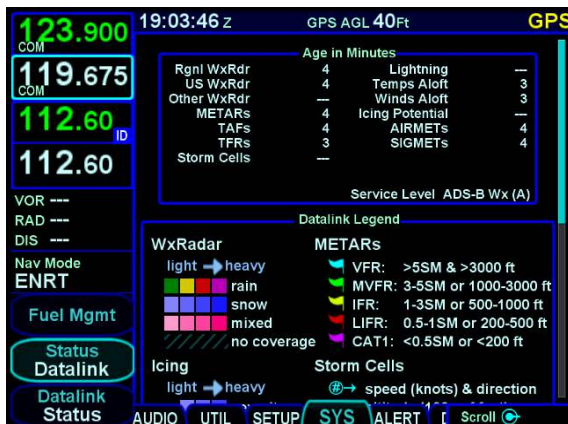 123.900
COM
119.675
COM
112.60
ID
112.60
VOR ---
RAD ---
DIS ---
Nav Mode
ENRT
Fuel Mgmt
Status
Datalink
Datalink
Status
19:03:46 Z GPS AGL 40Ft GPS
Age in Minutes
Rgnl WxRdr 4 Lightning ---
US WxRdr 4 Temps Aloft 3
Other WxRdr --- Winds Aloft 3
METARs 4 Icing Potential ---
TAFs 4 AIRMETs 4
TFRs 3 SIGMETs 4
Storm Cells ---
Service Level ADS-B Wx (A)
Datalink Legend
WxRadar METARs
light heavy VFR: >5SM & >3000 ft
rain MVFR: 3-5SM or 1000-3000 ft
snow IFR: 1-3SM or 500-1000 ft
mixed LIFR: 0.5-1SM or 200-500 ft
no coverage CAT1: <0.5SM or <200 ft
Icing Storm Cells
light heavy # speed (knots) & direction
AUDIO UTIL SETUP SYS ALERT Scroll